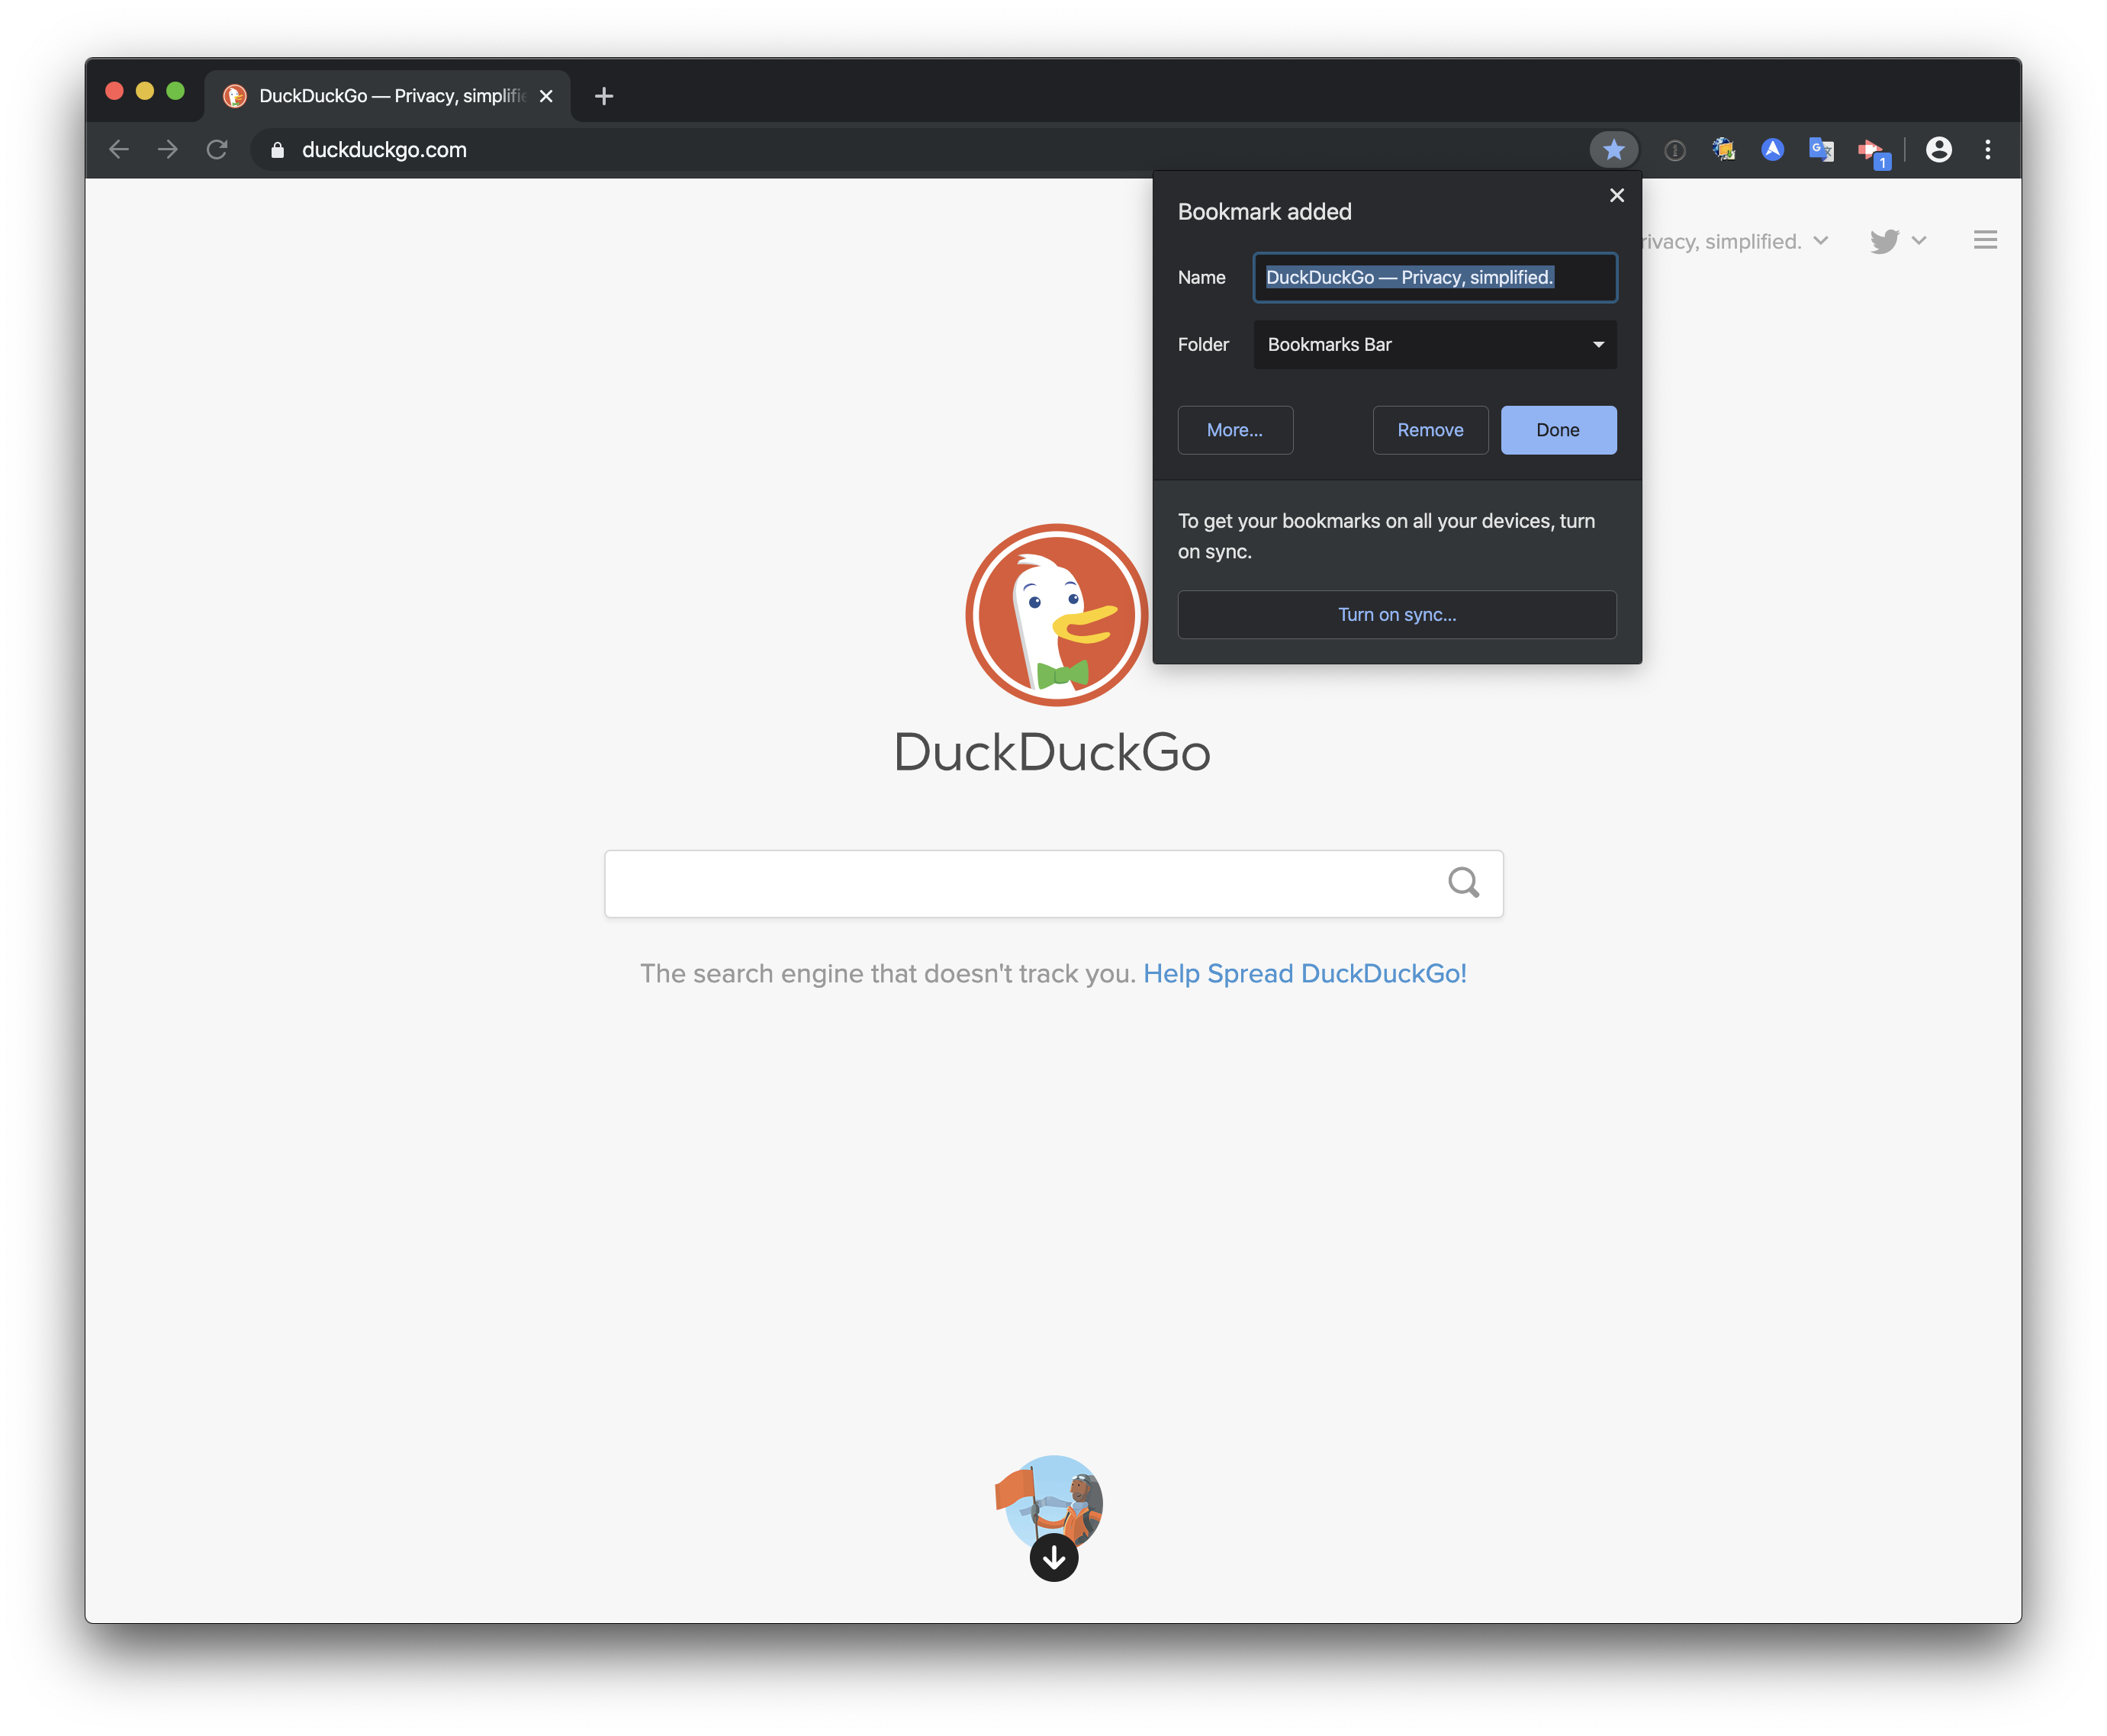 DuckDuckGo — Privacy, simplifie
duckduckgo.com
Bookmark added
rivacy, simplified.
Name DuckDuckGo — Privacy, simplified.
Folder Bookmarks Bar
More... Remove Done
To get your bookmarks on all your devices, turn
on sync.
Turn on sync...
DuckDuckGo
The search engine that doesn't track you. Help Spread DuckDuckGo!
1